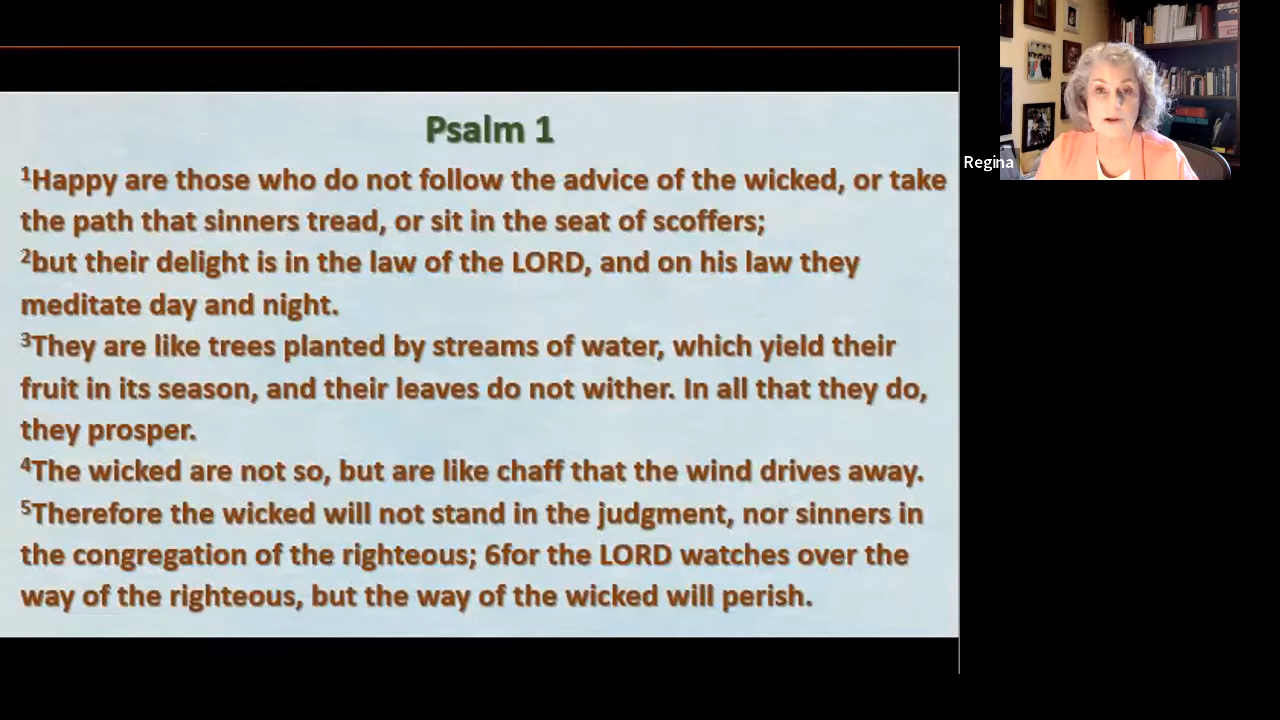 Psalm 1
¹Happy are those who do not follow the advice of the wicked, or take
the path that sinners tread, or sit in the seat of scoffers;
²but their delight is in the law of the LORD, and on his law they
meditate day and night.
³They are like trees planted by streams of water, which yield their
fruit in its season, and their leaves do not wither. In all that they do,
they prosper.
⁴The wicked are not so, but are like chaff that the wind drives away.
⁵Therefore the wicked will not stand in the judgment, nor sinners in
the congregation of the righteous; 6for the LORD watches over the
way of the righteous, but the way of the wicked will perish.
Regina